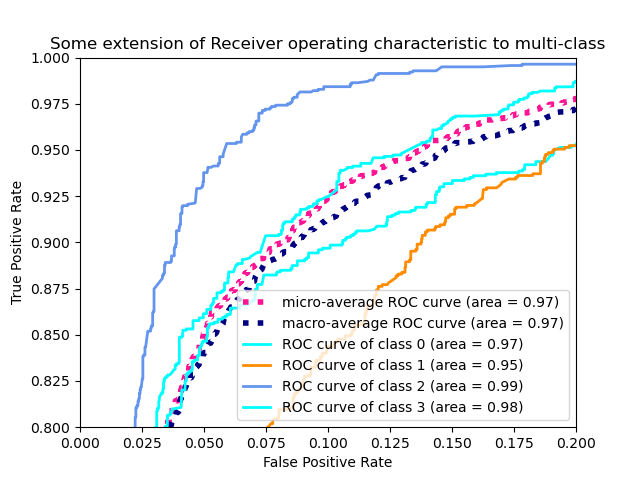 Some extension of Receiver operating characteristic to multi-class
1.000
0.975
0.950
0.925
0.900
0.875
0.850
0.825
0.800
True Positive Rate
micro-average ROC curve (area = 0.97)
macro-average ROC curve (area = 0.97)
ROC curve of class 0 (area = 0.97)
ROC curve of class 1 (area = 0.95)
ROC curve of class 2 (area = 0.99)
ROC curve of class 3 (area = 0.98)
0.000 0.025 0.050 0.075 0.100 0.125 0.150 0.175 0.200
False Positive Rate